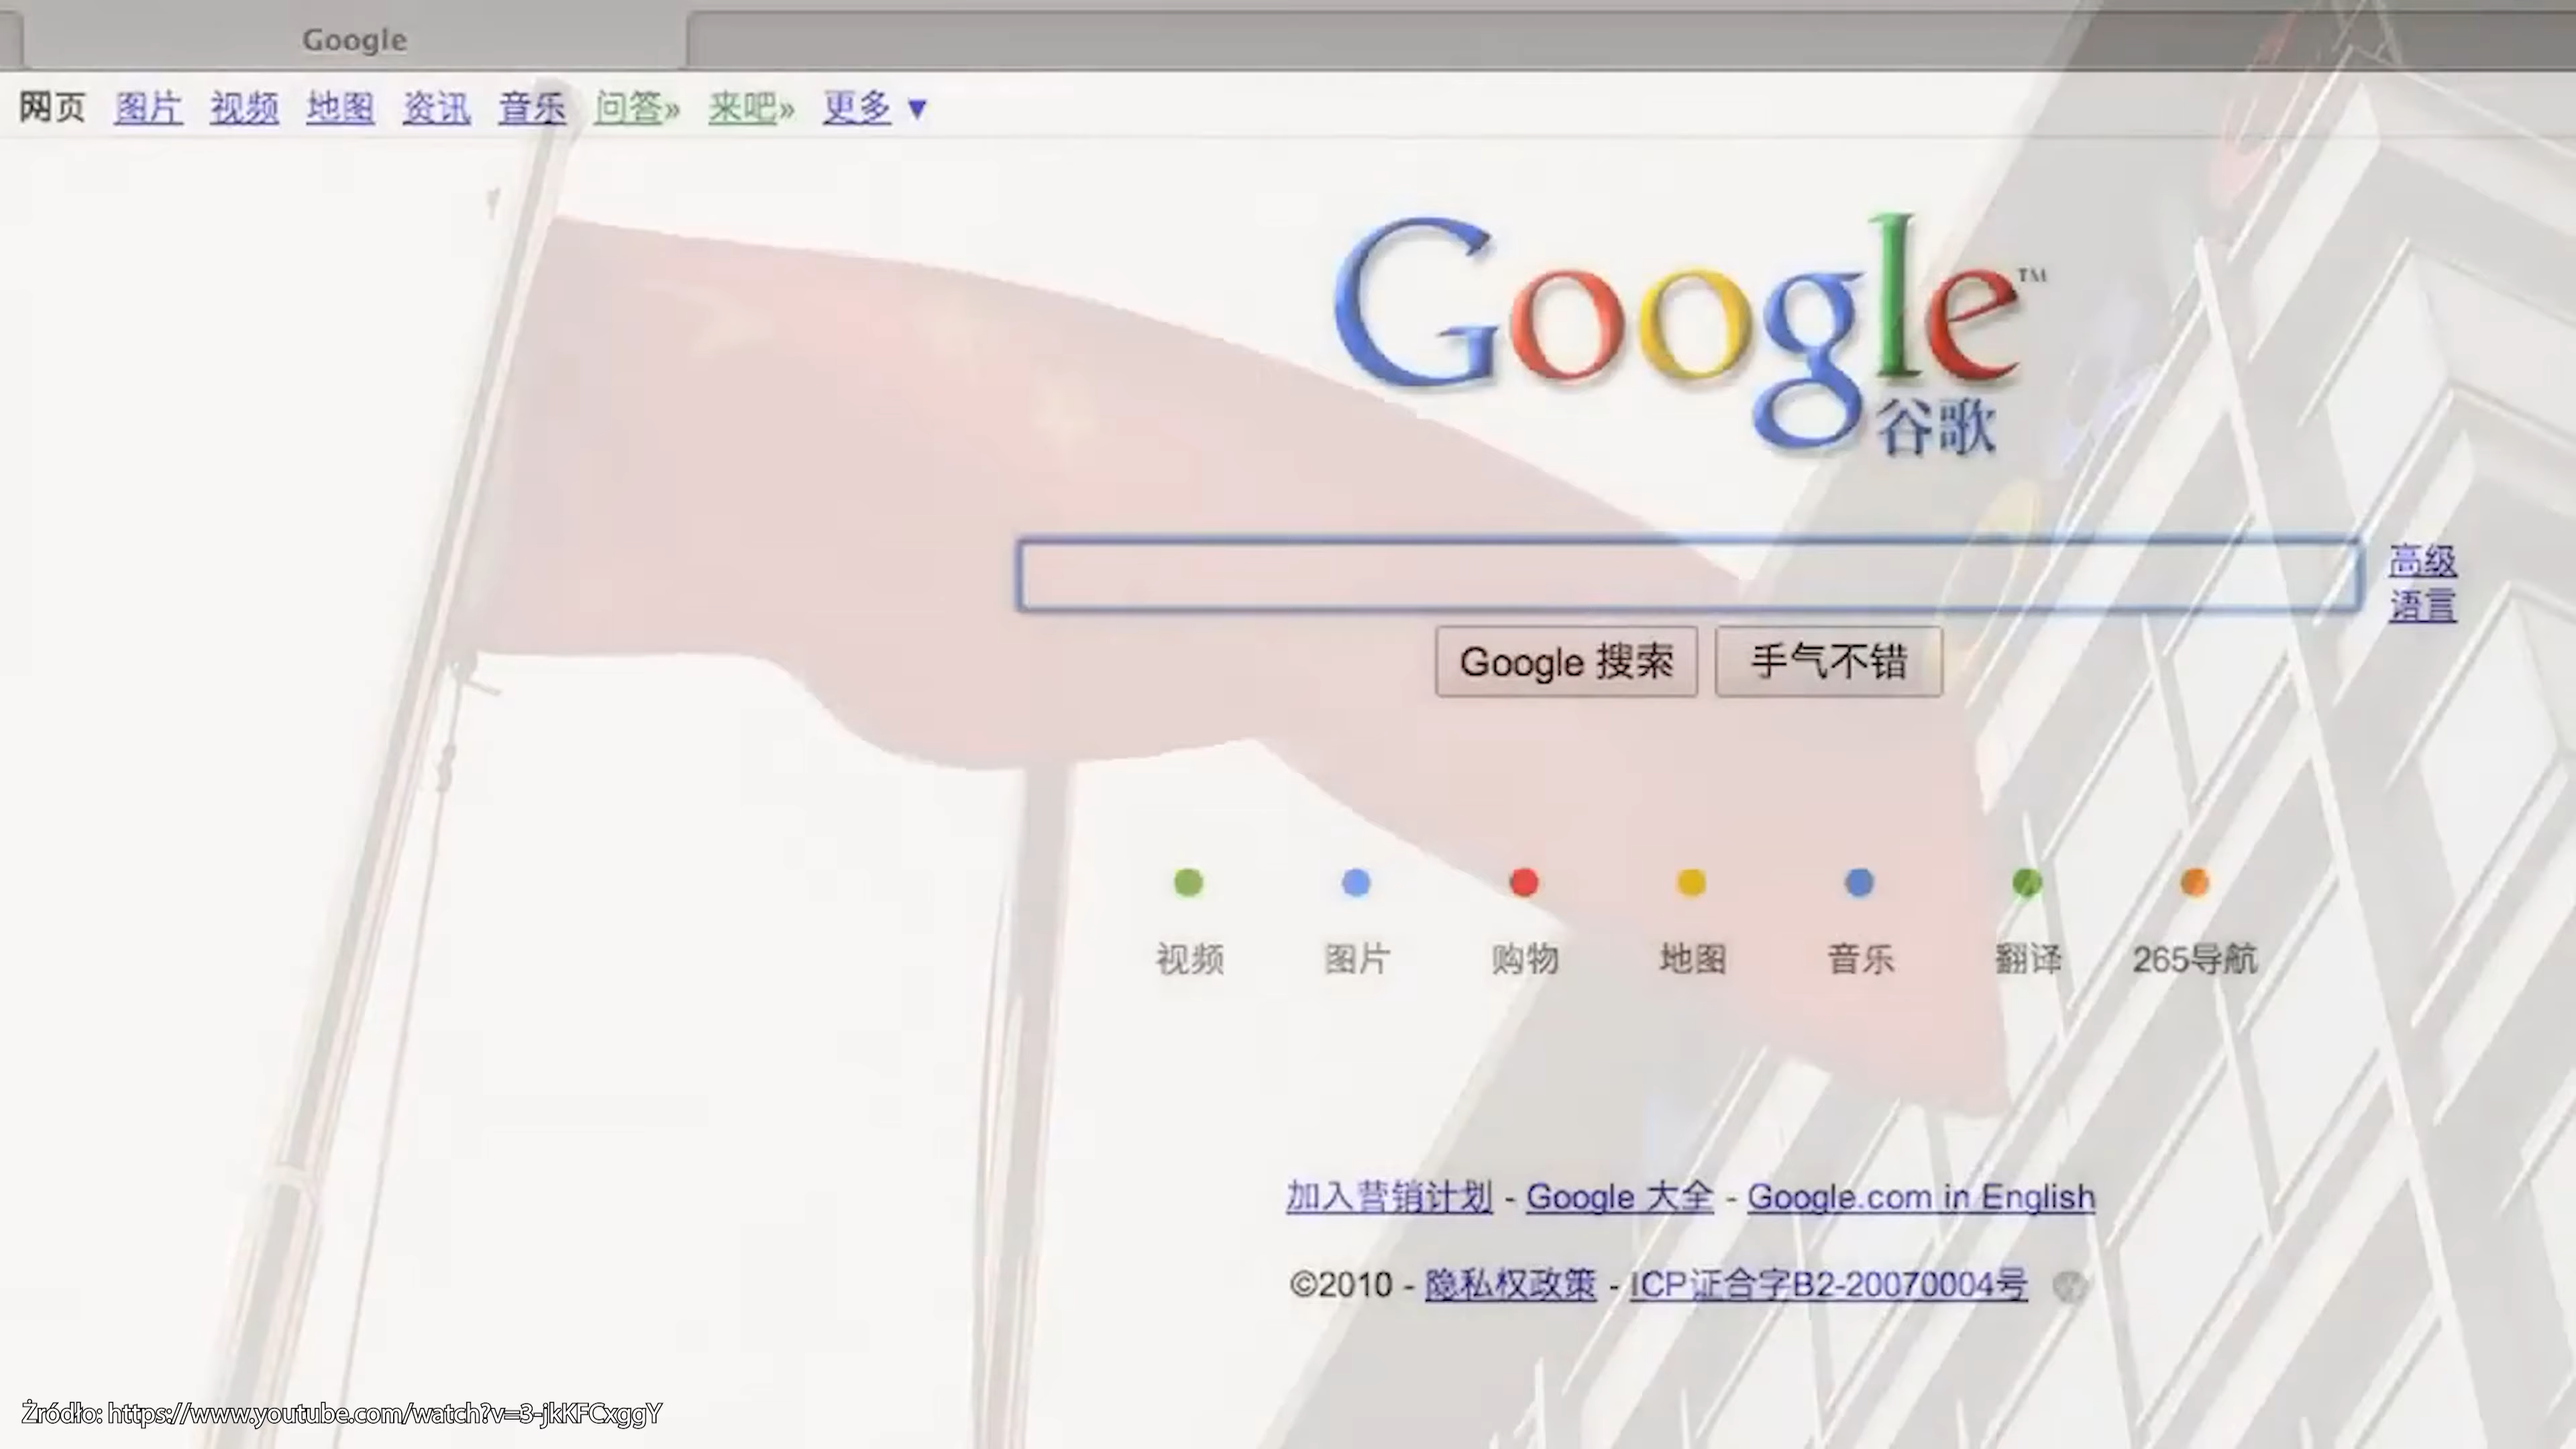 Google
网页 图片 视频 地图 资讯 音乐 问答» 来吧» 更多 ▼
Google™
谷歌
高级
语言
Google 搜索 手气不错
视频 图片 购物 地图 音乐 翻译 265导航
加入营销计划 - Google 大全 - Google.com in English
©2010 - 隐私权政策 - ICP证合字B2-20070004号
Źródło: https://www.youtube.com/watch?v=3-jkKFCxggY